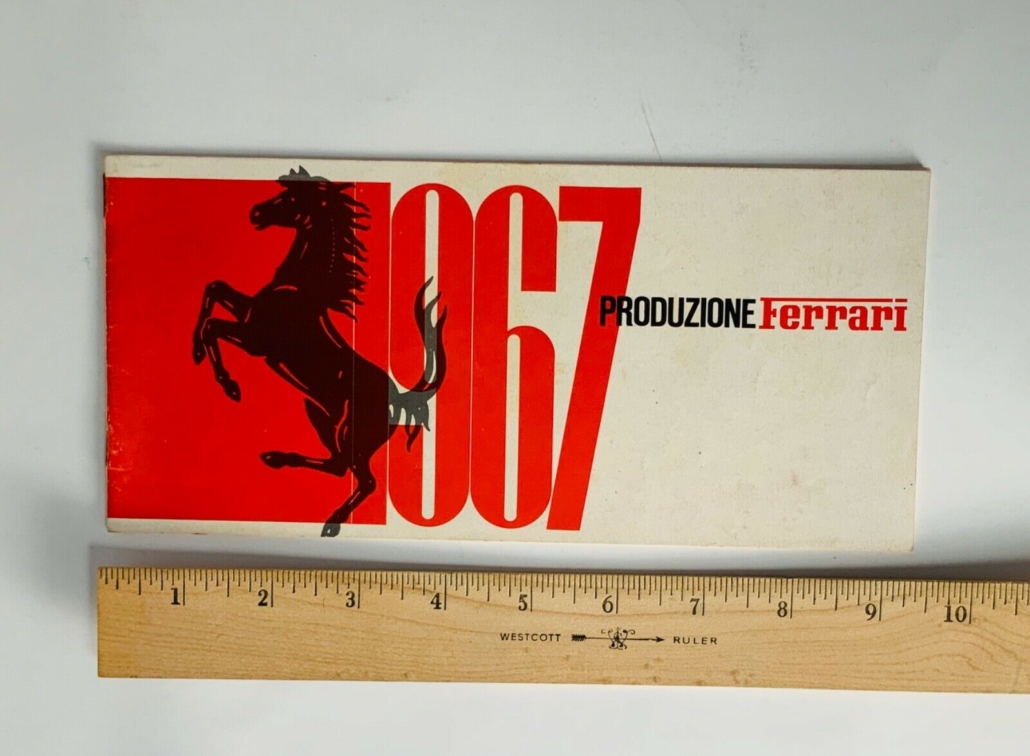 1967
PRODUZIONE Ferrari
1 2 3 4 5 6 7 8 9 10
WESTCOTT RULER